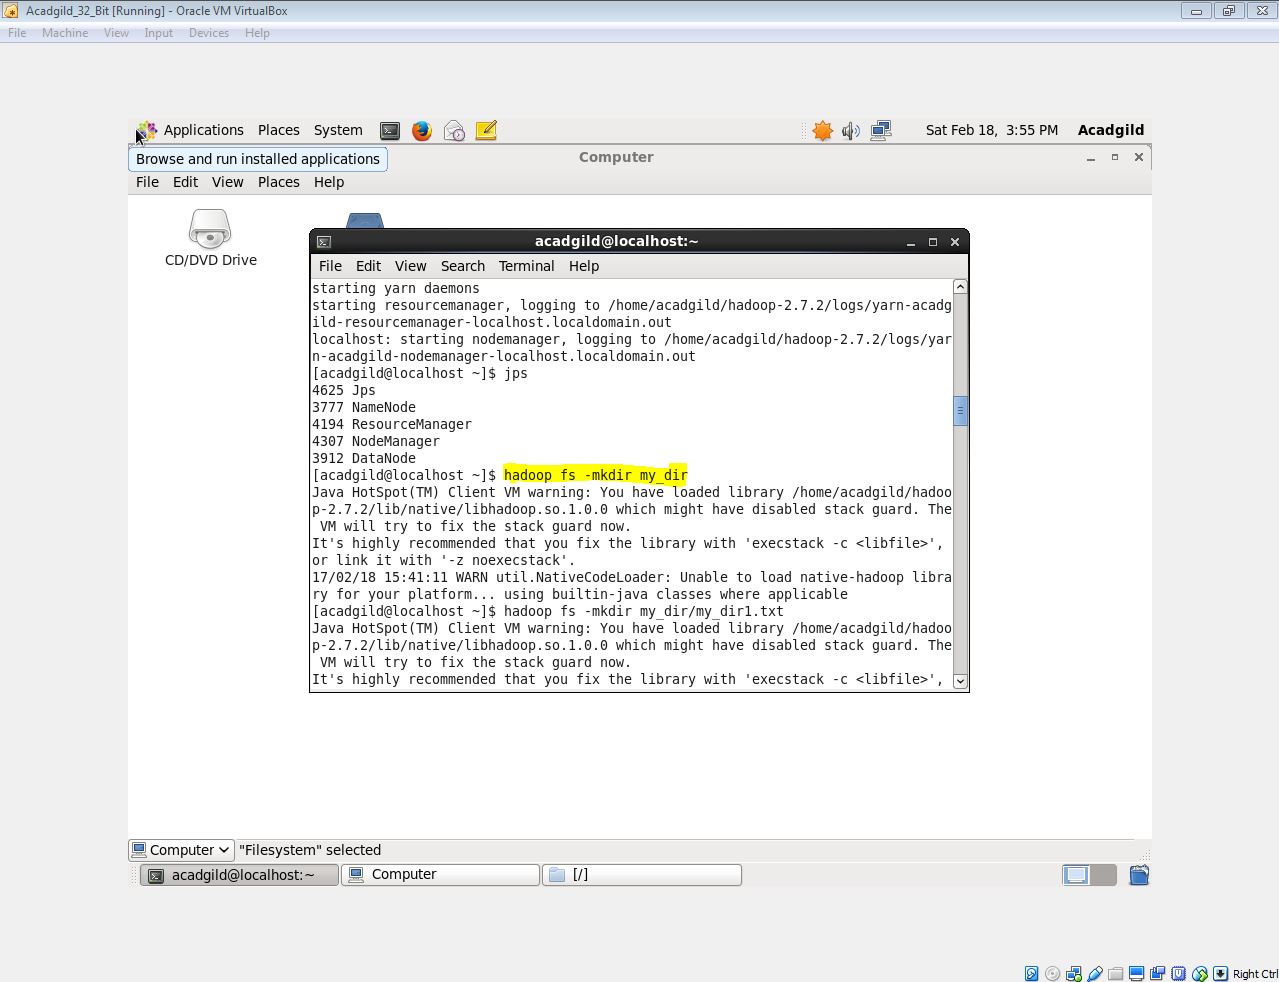 Acadgild_32_Bit [Running] - Oracle VM VirtualBox
File Machine View Input Devices Help
Applications Places System Sat Feb 18, 3:55 PM Acadgild
Browse and run installed applications
Computer
File Edit View Places Help
CD/DVD Drive
acadgild@localhost:~
File Edit View Search Terminal Help
starting yarn daemons
starting resourcemanager, logging to /home/acadgild/hadoop-2.7.2/logs/yarn-acadg
ild-resourcemanager-localhost.localdomain.out
localhost: starting nodemanager, logging to /home/acadgild/hadoop-2.7.2/logs/yar
n-acadgild-nodemanager-localhost.localdomain.out
[acadgild@localhost ~]$ jps
4625 Jps
3777 NameNode
4194 ResourceManager
4307 NodeManager
3912 DataNode
[acadgild@localhost ~]$ hadoop fs -mkdir my_dir
Java HotSpot(TM) Client VM warning: You have loaded library /home/acadgild/hadoo
p-2.7.2/lib/native/libhadoop.so.1.0.0 which might have disabled stack guard. The
 VM will try to fix the stack guard now.
It's highly recommended that you fix the library with 'execstack -c <libfile>',
or link it with '-z noexecstack'.
17/02/18 15:41:11 WARN util.NativeCodeLoader: Unable to load native-hadoop libra
ry for your platform... using builtin-java classes where applicable
[acadgild@localhost ~]$ hadoop fs -mkdir my_dir/my_dir1.txt
Java HotSpot(TM) Client VM warning: You have loaded library /home/acadgild/hadoo
p-2.7.2/lib/native/libhadoop.so.1.0.0 which might have disabled stack guard. The
 VM will try to fix the stack guard now.
It's highly recommended that you fix the library with 'execstack -c <libfile>',
Computer "Filesystem" selected
acadgild@localhost:~ Computer [/]
Right Ctrl